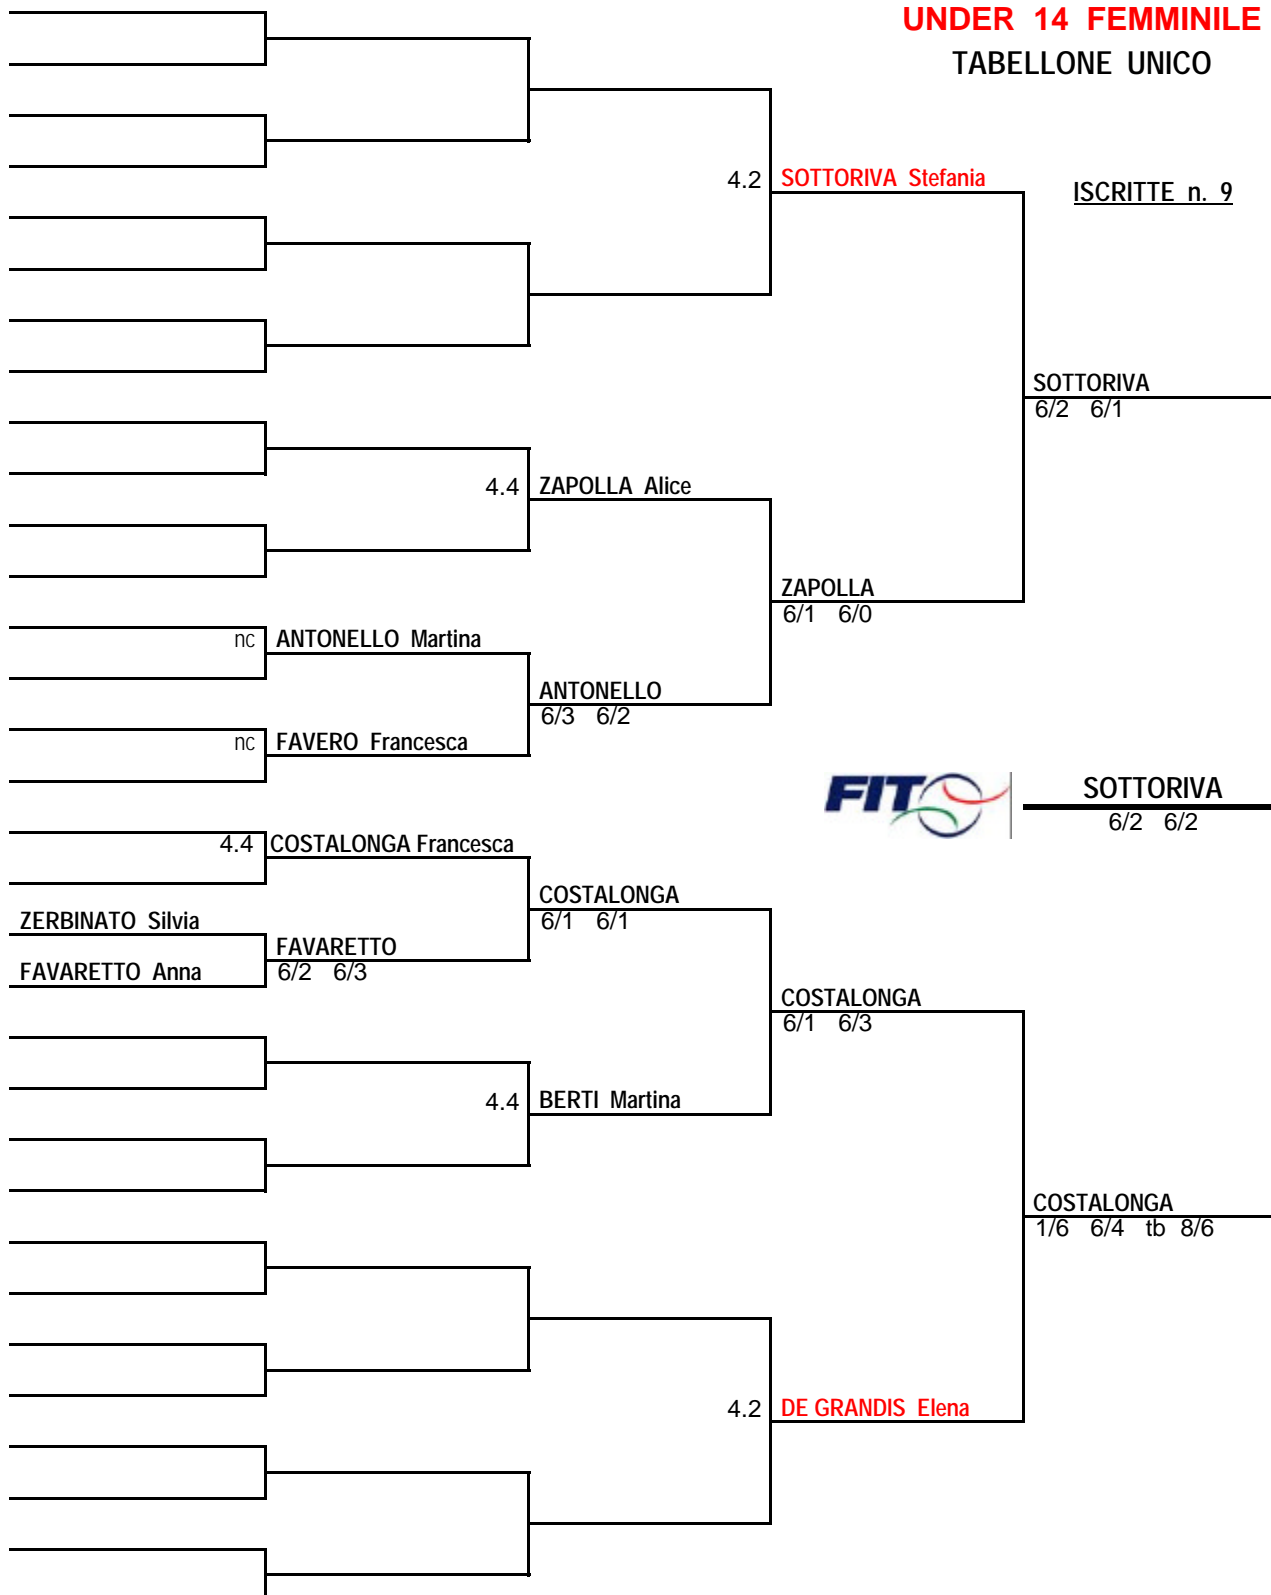 UNDER 14 FEMMINILE
TABELLONE UNICO
4.2 SOTTORIVA Stefania
ISCRITTE n. 9
SOTTORIVA
6/2 6/1
4.4 ZAPOLLA Alice
ZAPOLLA
6/1 6/0
nc ANTONELLO Martina
ANTONELLO
6/3 6/2
nc FAVERO Francesca
FIT
SOTTORIVA
6/2 6/2
4.4 COSTALONGA Francesca
COSTALONGA
6/1 6/1
ZERBINATO Silvia
FAVARETTO
6/2 6/3
FAVARETTO Anna
COSTALONGA
6/1 6/3
4.4 BERTI Martina
COSTALONGA
1/6 6/4 tb 8/6
4.2 DE GRANDIS Elena